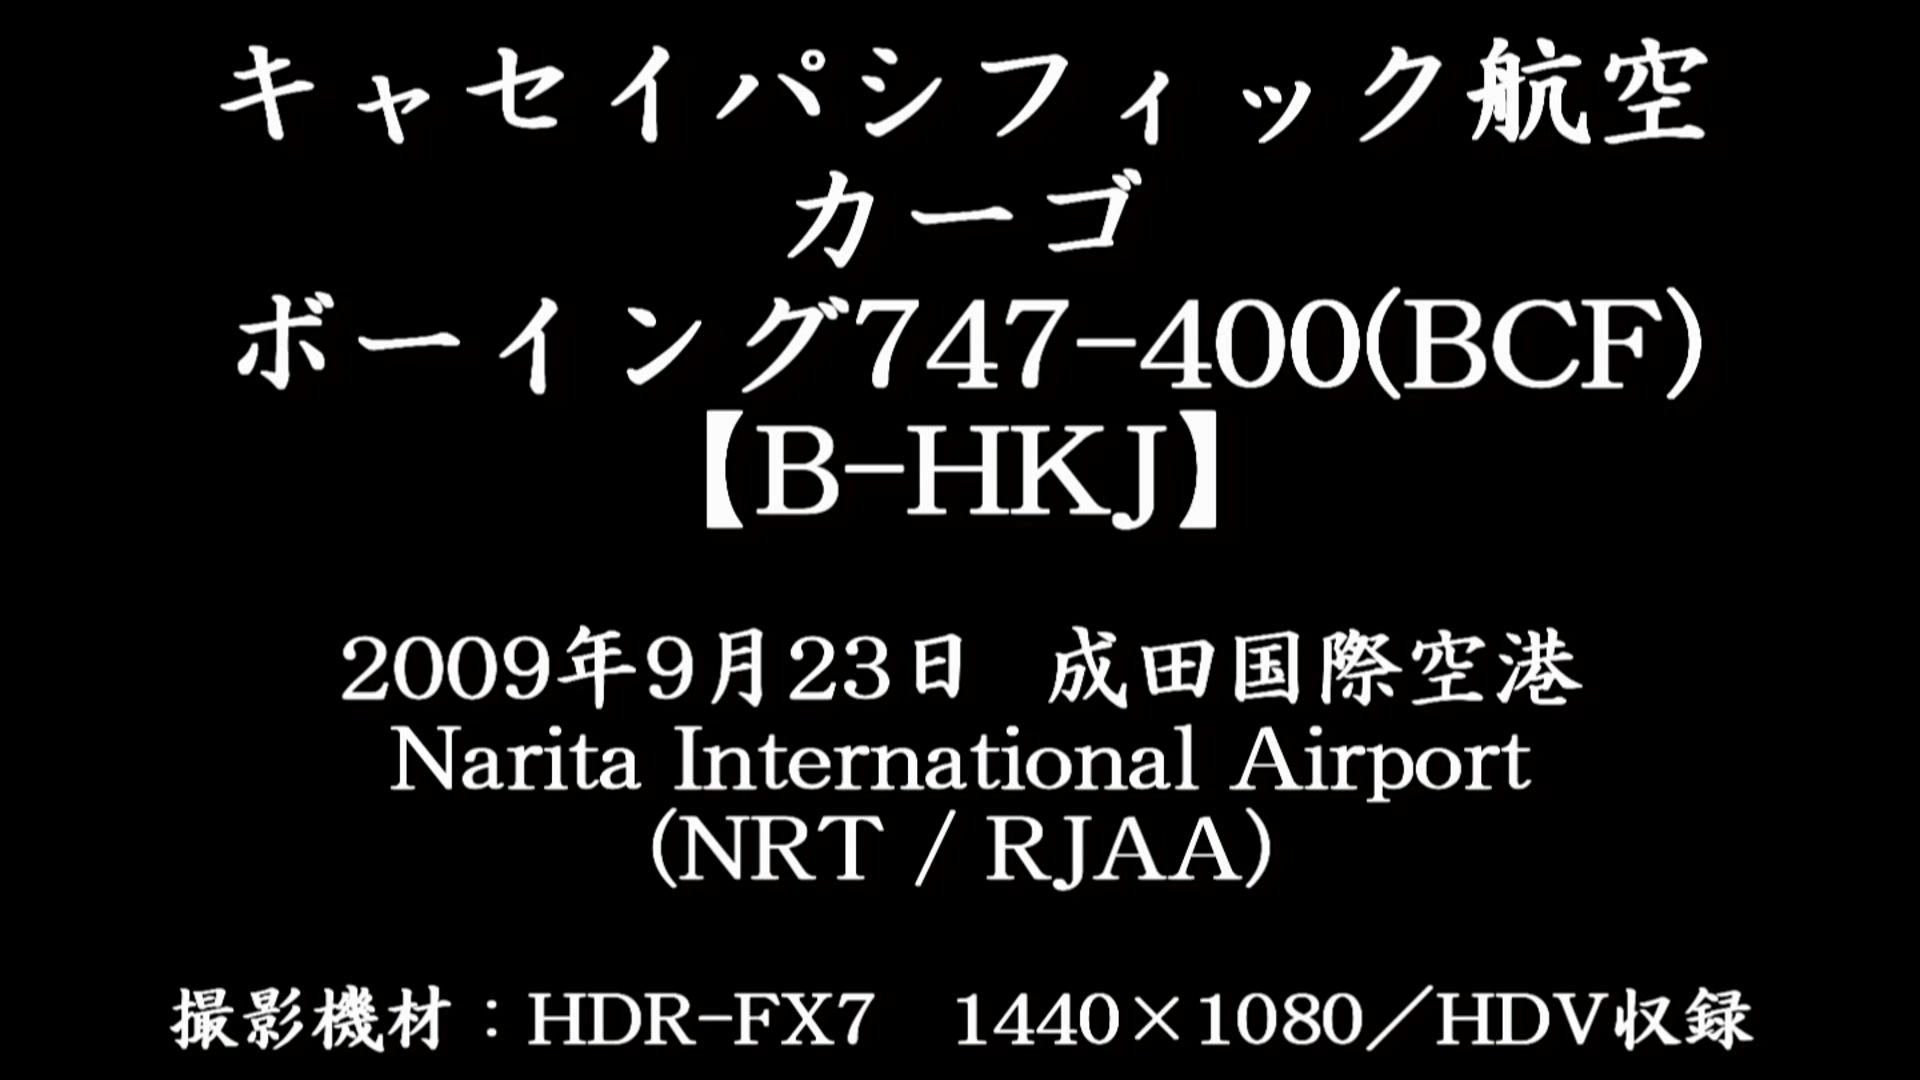 キャセイパシフィック航空
カーゴ
ボーイング747-400(BCF)
【B-HKJ】
2009年9月23日　成田国際空港
Narita International Airport
(NRT / RJAA)
撮影機材：HDR-FX7　1440×1080／HDV収録